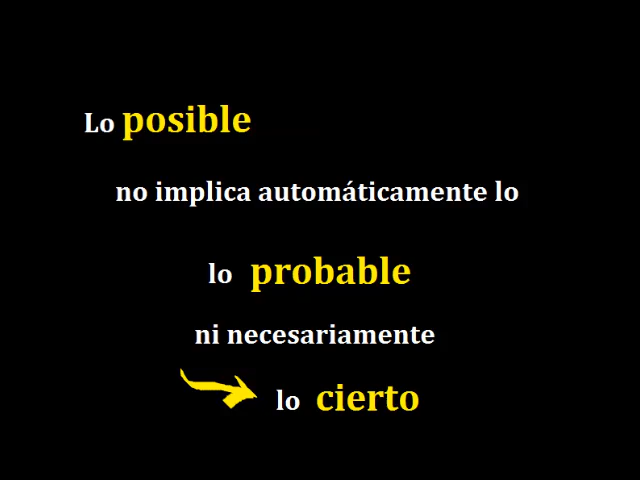 Lo posible
no implica automáticamente lo
lo probable
ni necesariamente
lo cierto